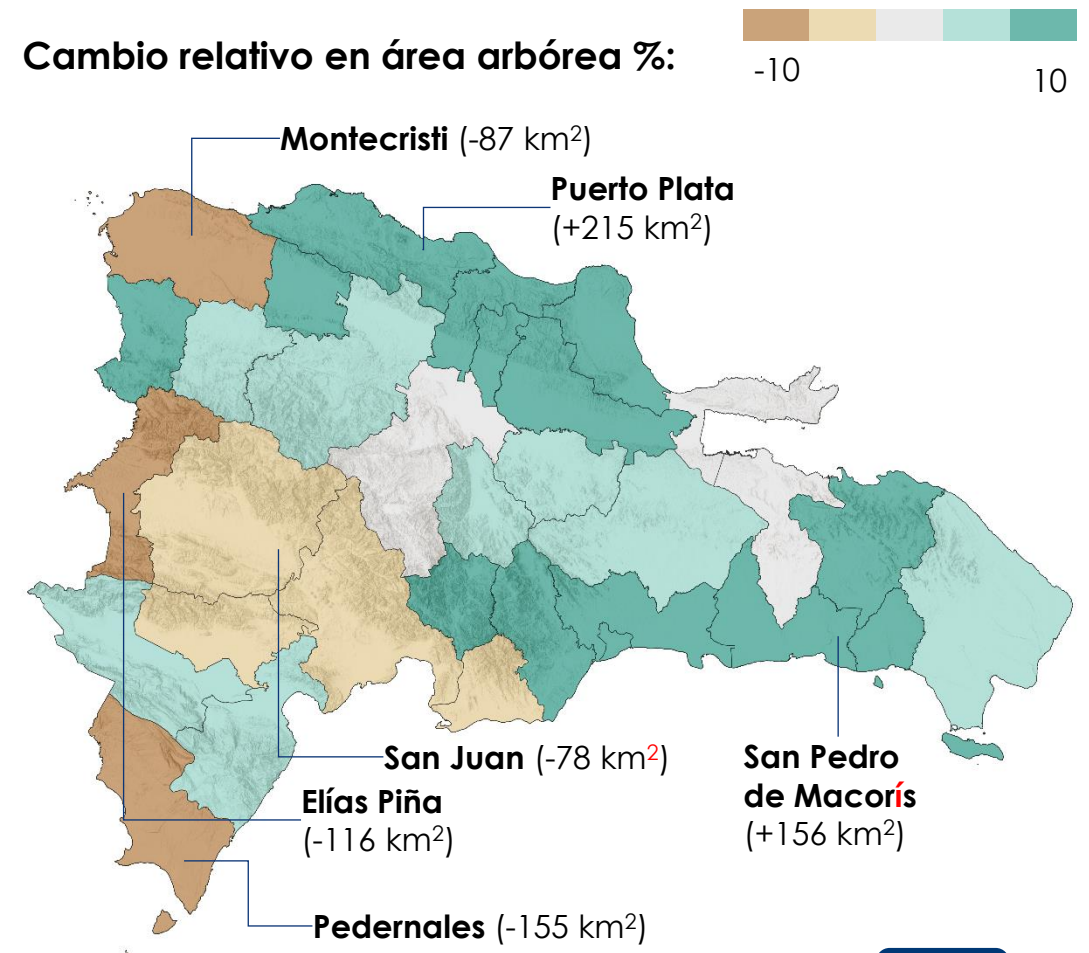 Cambio relativo en área arbórea %:
-10
10
Montecristi (-87 km²)
Puerto Plata
(+215 km²)
San Juan (-78 km²)
Elías Piña
(-116 km²)
San Pedro
de Macorís
(+156 km²)
Pedernales (-155 km²)